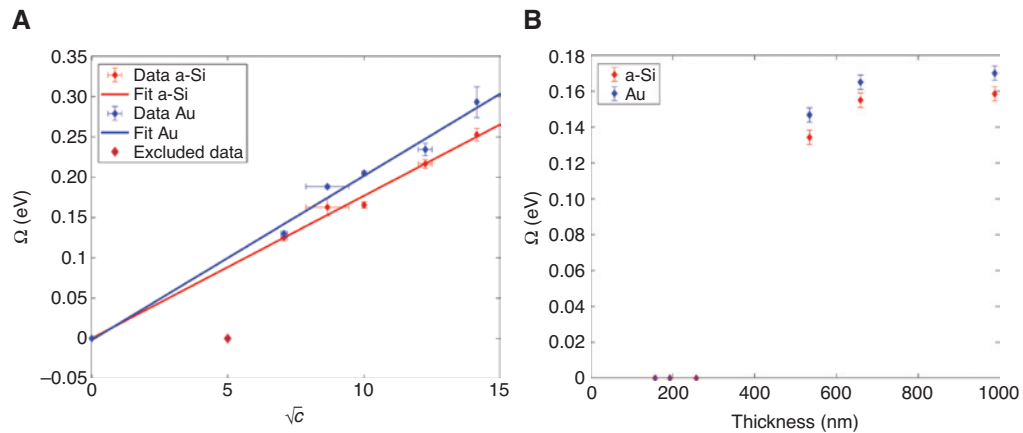 A
0.35
0.30
0.25
0.20
0.15
0.10
0.05
0
–0.05
Ω (eV)
Data a-Si
Fit a-Si
Data Au
Fit Au
Excluded data
0 5 10 15
√c
B
0.18
0.16
0.14
0.12
0.10
0.08
0.06
0.04
0.02
0
Ω (eV)
a-Si
Au
0 200 400 600 800 1000
Thickness (nm)